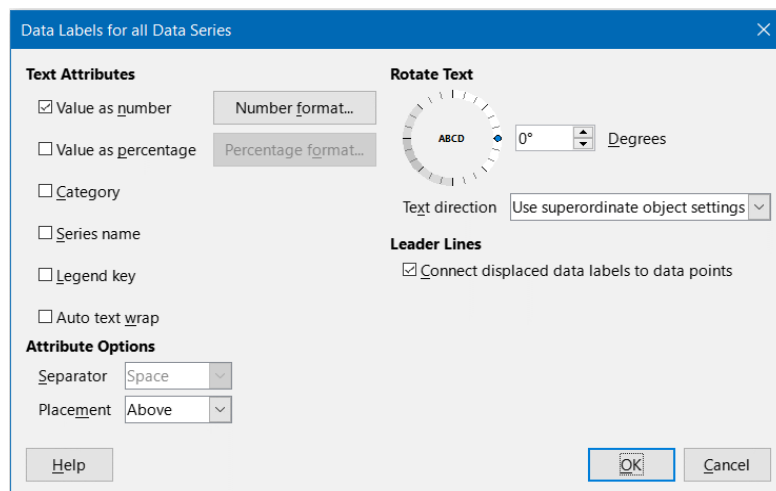 Data Labels for all Data Series
Text Attributes
Value as number
Number format...
Value as percentage
Percentage format...
Category
Series name
Legend key
Auto text wrap
Attribute Options
Separator
Space
Placement
Above
Rotate Text
ABCD
0°
Degrees
Text direction
Use superordinate object settings
Leader Lines
Connect displaced data labels to data points
Help
OK
Cancel